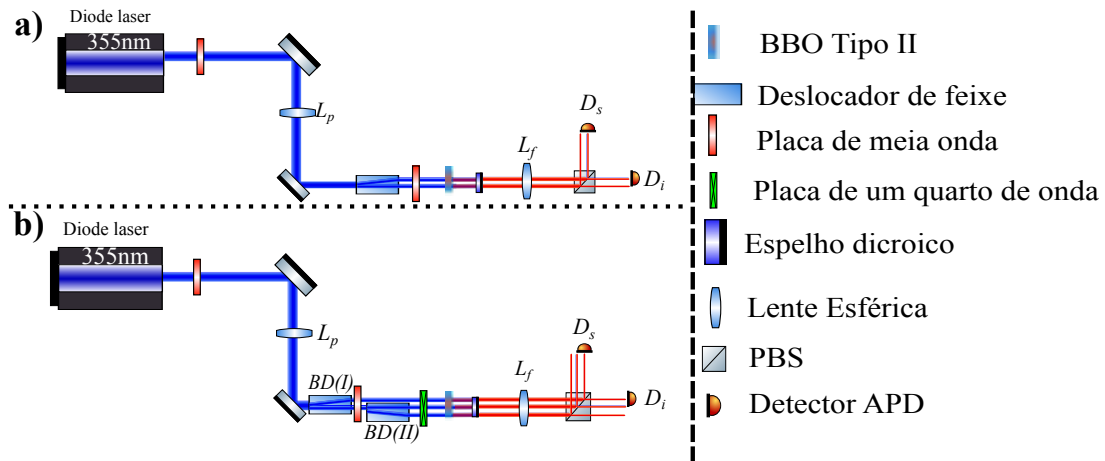 a)
Diode laser
355nm
L_p
L_f
D_s
D_i
b)
Diode laser
355nm
L_p
BD(I)
BD(II)
L_f
D_s
D_i
BBO Tipo II
Deslocador de feixe
Placa de meia onda
Placa de um quarto de onda
Espelho dicroico
Lente Esférica
PBS
Detector APD